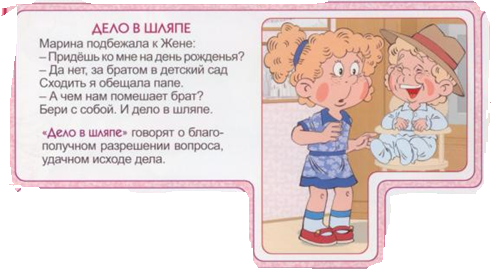 ДЕЛО В ШЛЯПЕ
Марина подбежала к Жене:
– Придёшь ко мне на день рожденья?
– Да нет, за братом в детский сад
Сходить я обещала папе.
– А чем нам помешает брат?
Бери с собой. И дело в шляпе.
«Дело в шляпе» говорят о благо-
получном разрешении вопроса,
удачном исходе дела.